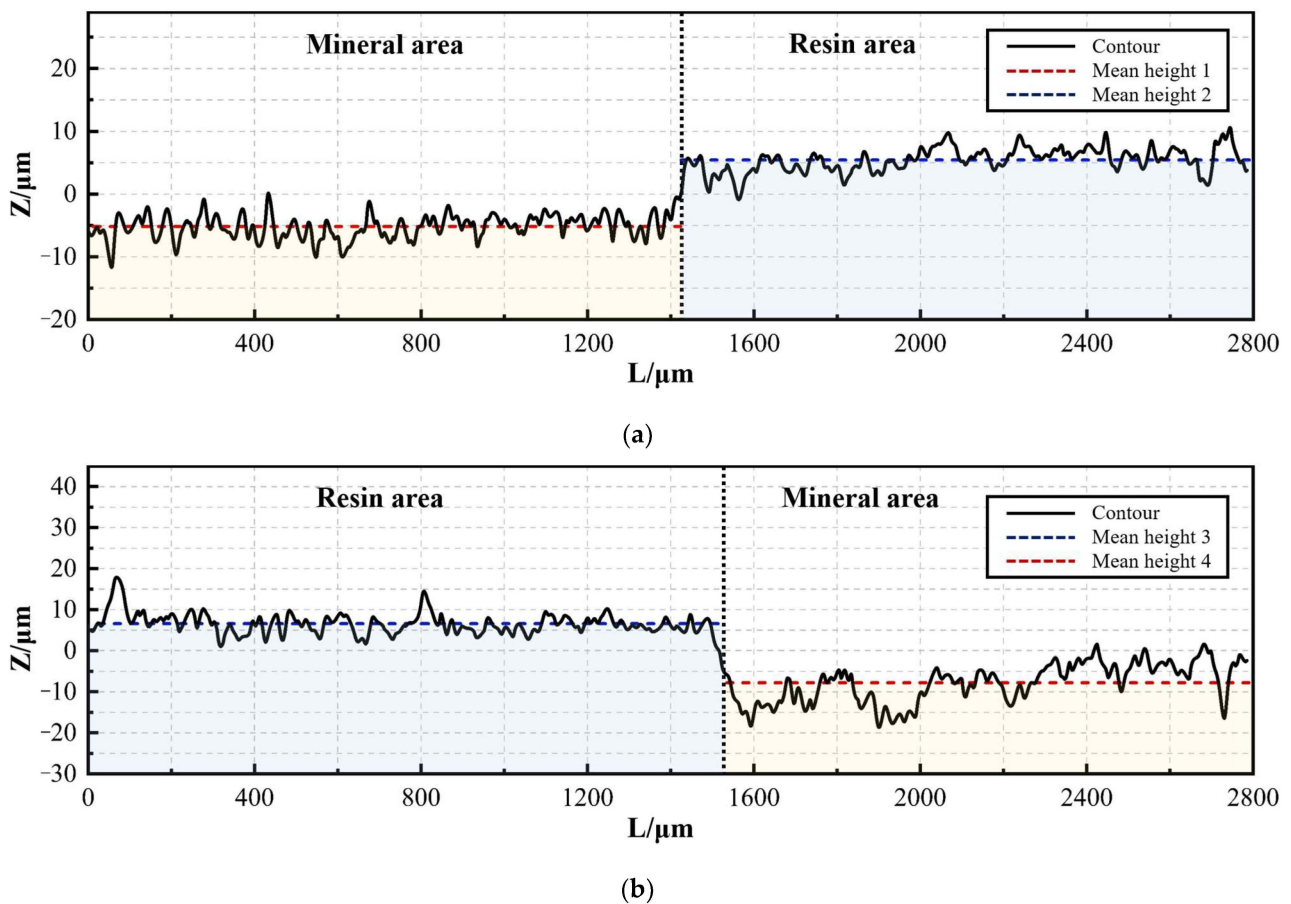 Mineral area
Resin area
Contour
Mean height 1
Mean height 2
Z/μm
20
10
0
−10
−20
0
400
800
1200
1600
2000
2400
2800
L/μm
(a)
Resin area
Mineral area
Contour
Mean height 3
Mean height 4
Z/μm
40
30
20
10
0
−10
−20
−30
0
400
800
1200
1600
2000
2400
2800
L/μm
(b)